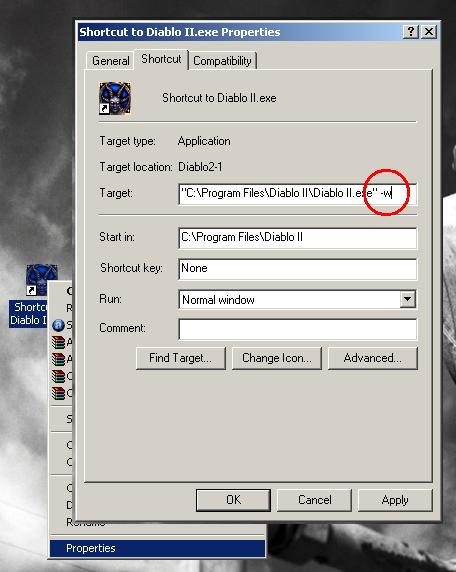 Shortcut to Diablo II.exe Properties
General Shortcut Compatibility
Shortcut to Diablo II.exe
Target type: Application
Target location: Diablo2-1
Target: "C:\Program Files\Diablo II\Diablo II.exe" -w
Start in: C:\Program Files\Diablo II
Shortcut key: None
Run: Normal window
Comment:
Find Target... Change Icon... Advanced...
OK Cancel Apply
Diablo I
Rename
Properties